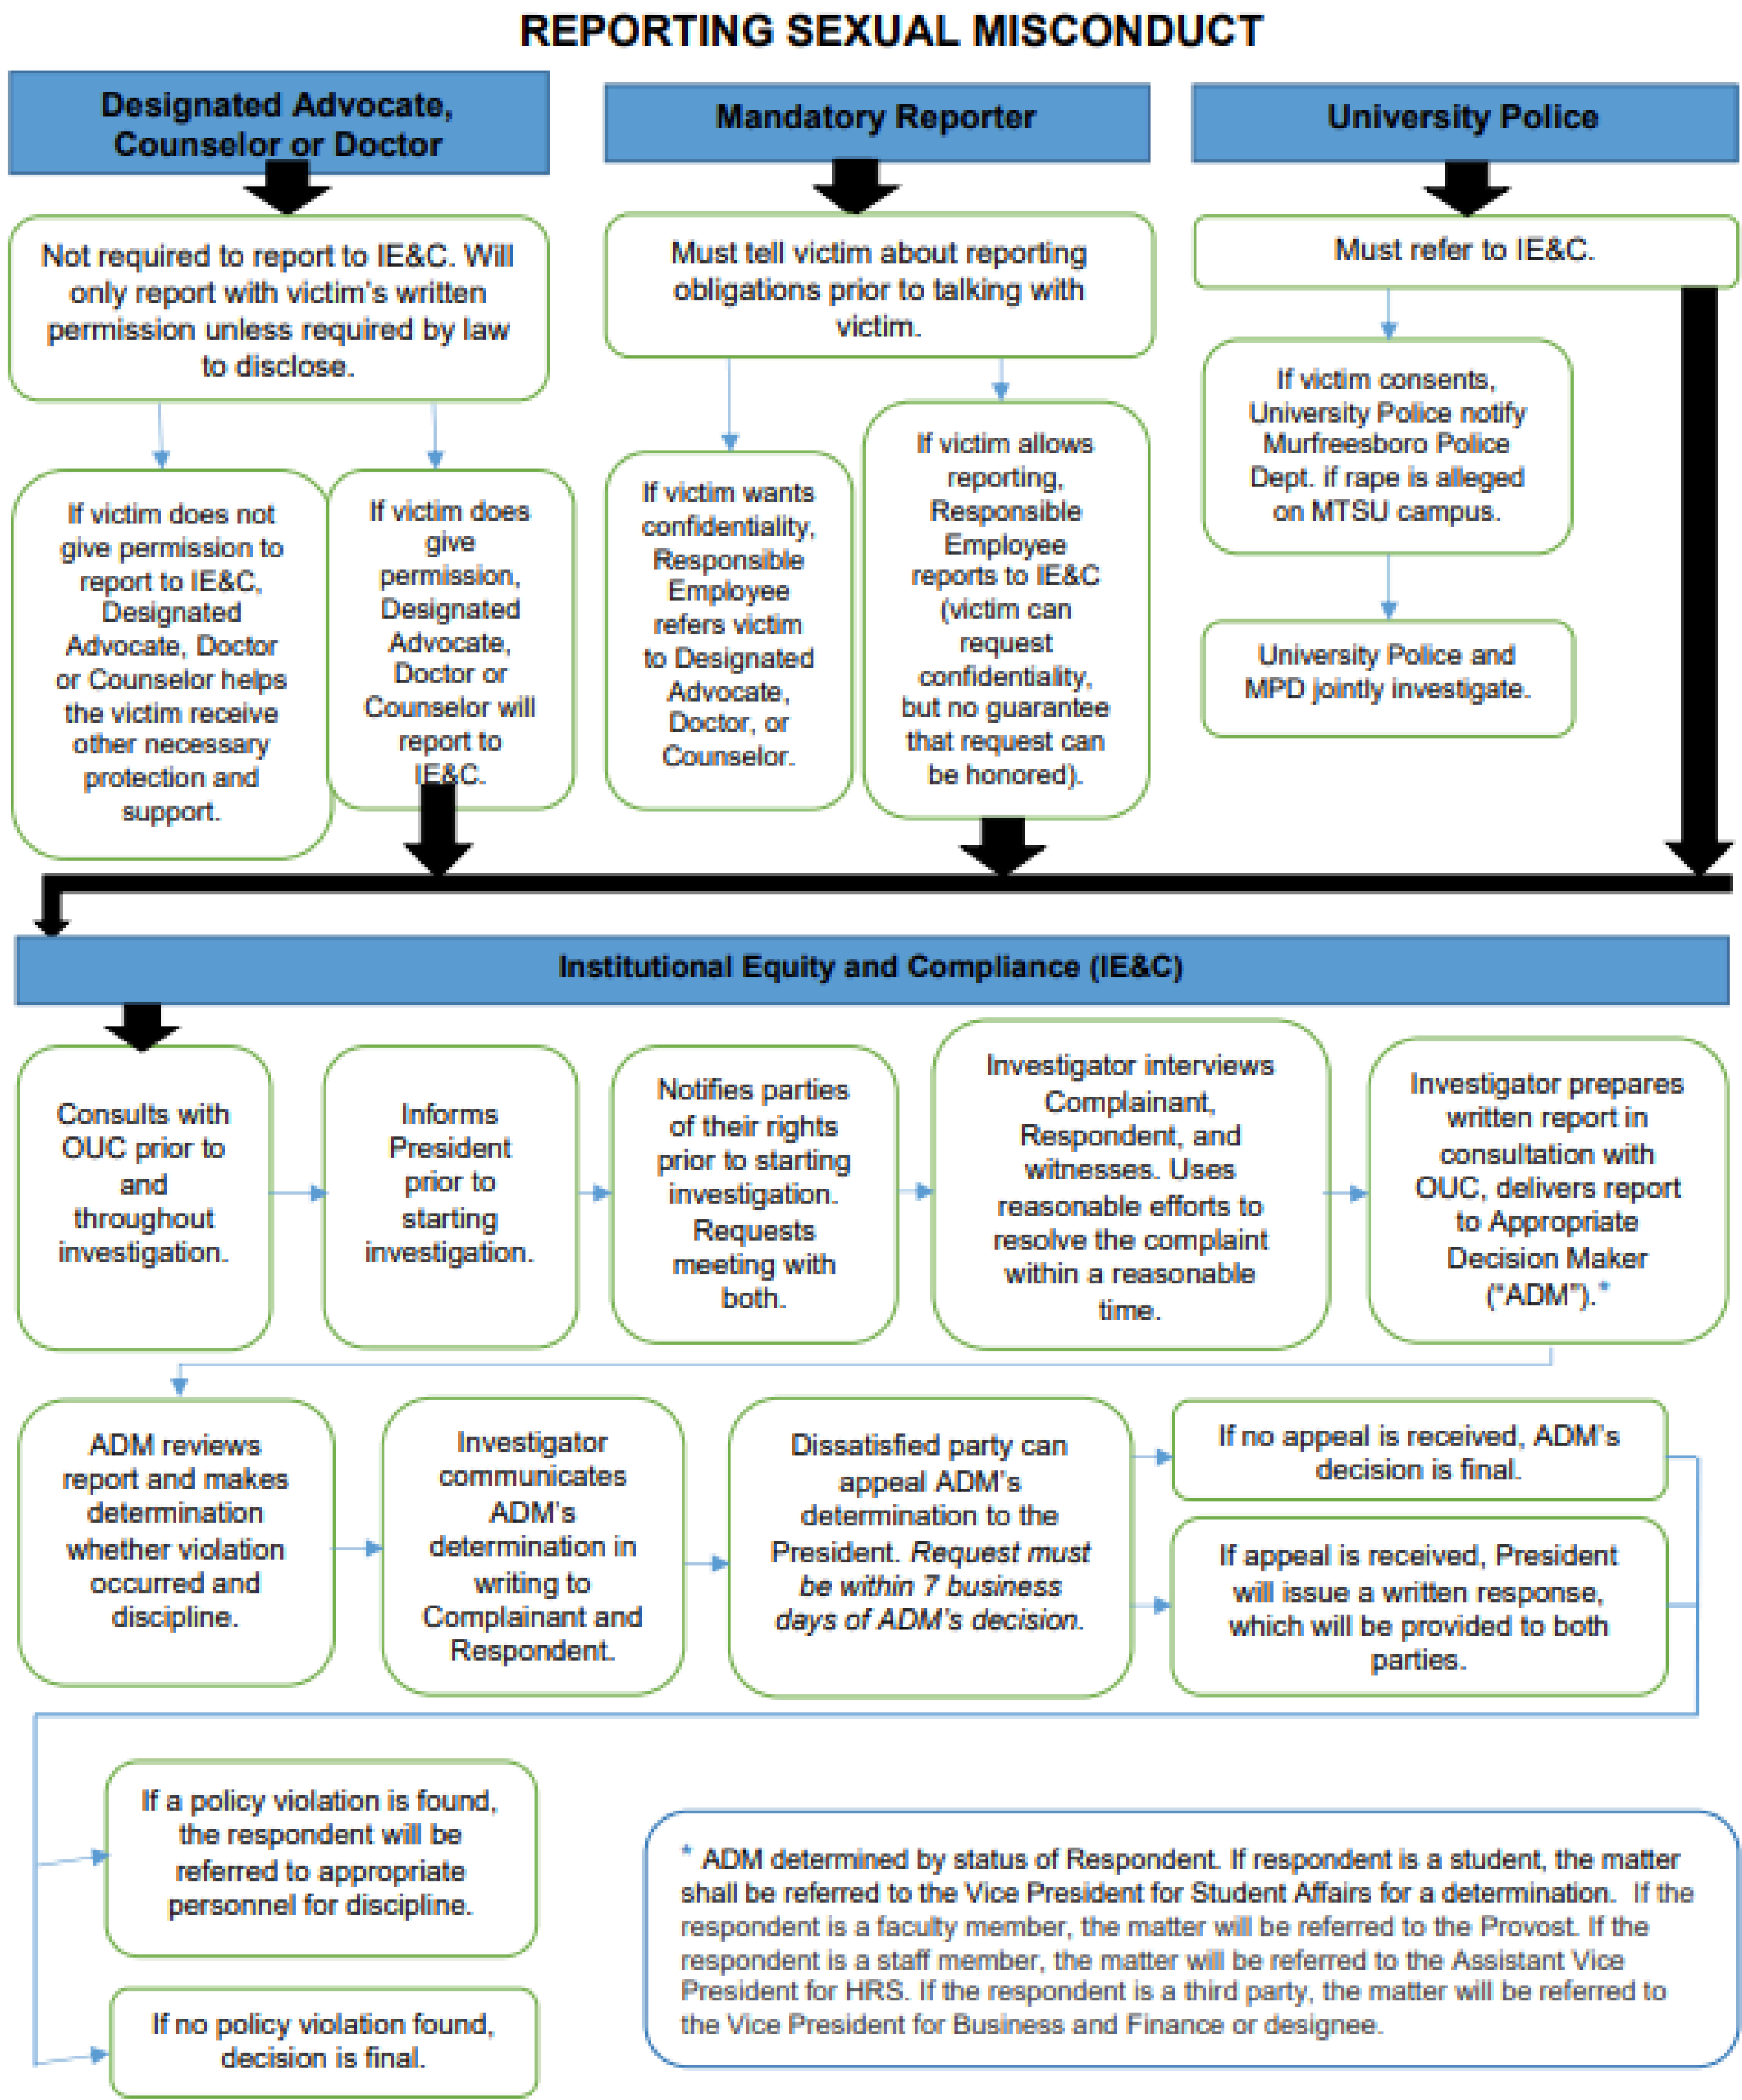 REPORTING SEXUAL MISCONDUCT
Designated Advocate,
Counselor or Doctor
Mandatory Reporter
University Police
Not required to report to IE&C. Will
only report with victim's written
permission unless required by law
to disclose.
Must tell victim about reporting
obligations prior to talking with
victim.
Must refer to IE&C.
If victim does not
give permission to
report to IE&C,
Designated
Advocate, Doctor
or Counselor helps
the victim receive
other necessary
protection and
support.
If victim does
give
permission,
Designated
Advocate,
Doctor or
Counselor will
report to
IE&C.
If victim wants
confidentiality,
Responsible
Employee
refers victim
to Designated
Advocate,
Doctor, or
Counselor.
If victim allows
reporting,
Responsible
Employee
reports to IE&C
(victim can
request
confidentiality,
but no guarantee
that request can
be honored).
If victim consents,
University Police notify
Murfreesboro Police
Dept. if rape is alleged
on MTSU campus.
University Police and
MPD jointly investigate.
Institutional Equity and Compliance (IE&C)
Consults with
OUC prior to
and
throughout
investigation.
Informs
President
prior to
starting
investigation.
Notifies parties
of their rights
prior to starting
investigation.
Requests
meeting with
both.
Investigator interviews
Complainant,
Respondent, and
witnesses. Uses
reasonable efforts to
resolve the complaint
within a reasonable
time.
Investigator prepares
written report in
consultation with
OUC, delivers report
to Appropriate
Decision Maker
("ADM").*
ADM reviews
report and makes
determination
whether violation
occurred and
discipline.
Investigator
communicates
ADM's
determination in
writing to
Complainant and
Respondent.
Dissatisfied party can
appeal ADM's
determination to the
President. Request must
be within 7 business
days of ADM's decision.
If no appeal is received, ADM's
decision is final.
If appeal is received, President
will issue a written response,
which will be provided to both
parties.
If a policy violation is found,
the respondent will be
referred to appropriate
personnel for discipline.
If no policy violation found,
decision is final.
* ADM determined by status of Respondent. If respondent is a student, the matter
shall be referred to the Vice President for Student Affairs for a determination. If the
respondent is a faculty member, the matter will be referred to the Provost. If the
respondent is a staff member, the matter will be referred to the Assistant Vice
President for HRS. If the respondent is a third party, the matter will be referred to
the Vice President for Business and Finance or designee.